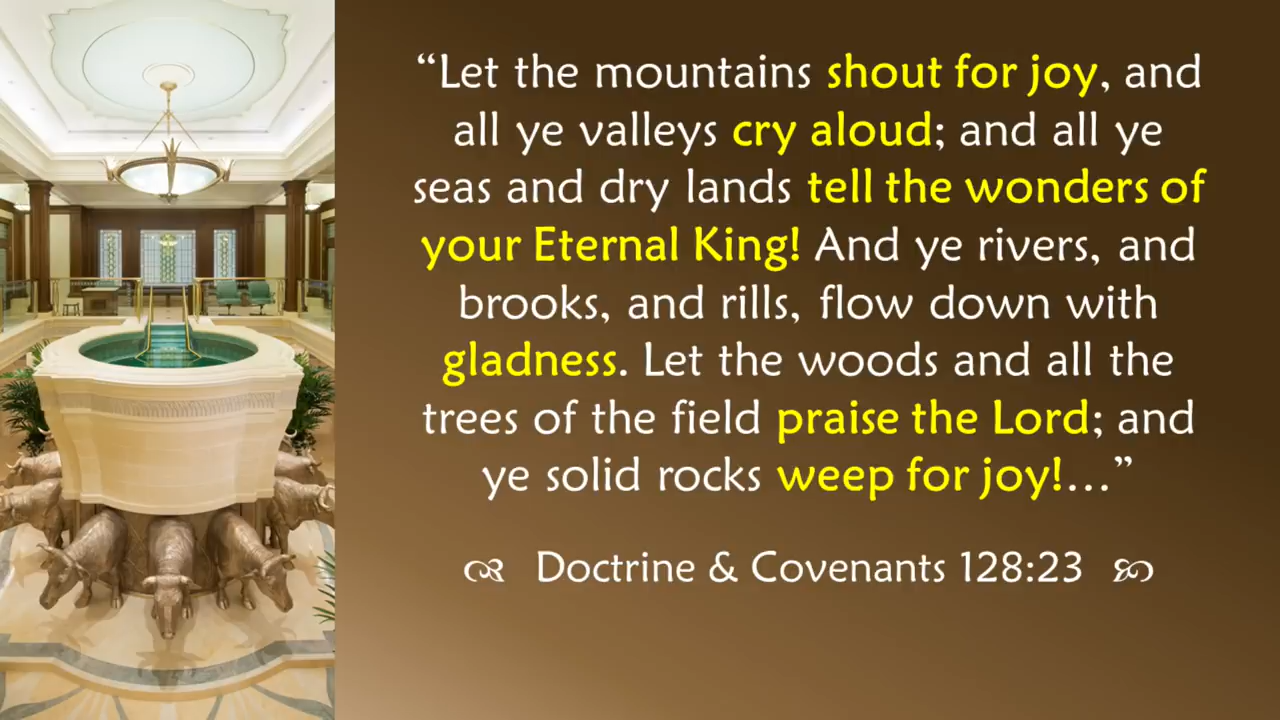 “Let the mountains shout for joy, and
all ye valleys cry aloud; and all ye
seas and dry lands tell the wonders of
your Eternal King! And ye rivers, and
brooks, and rills, flow down with
gladness. Let the woods and all the
trees of the field praise the Lord; and
ye solid rocks weep for joy!…”
Doctrine & Covenants 128:23